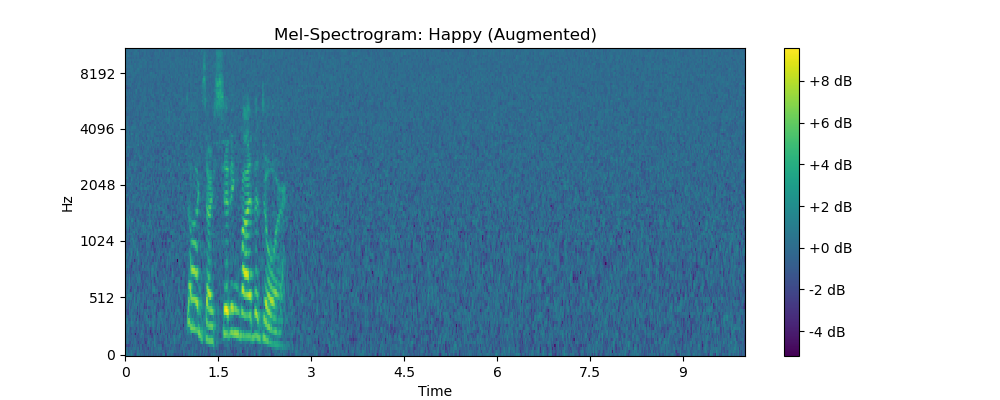 Mel-Spectrogram: Happy (Augmented)
8192
4096
2048
1024
512
0
Hz
0 1.5 3 4.5 6 7.5 9
Time
+8 dB
+6 dB
+4 dB
+2 dB
+0 dB
-2 dB
-4 dB